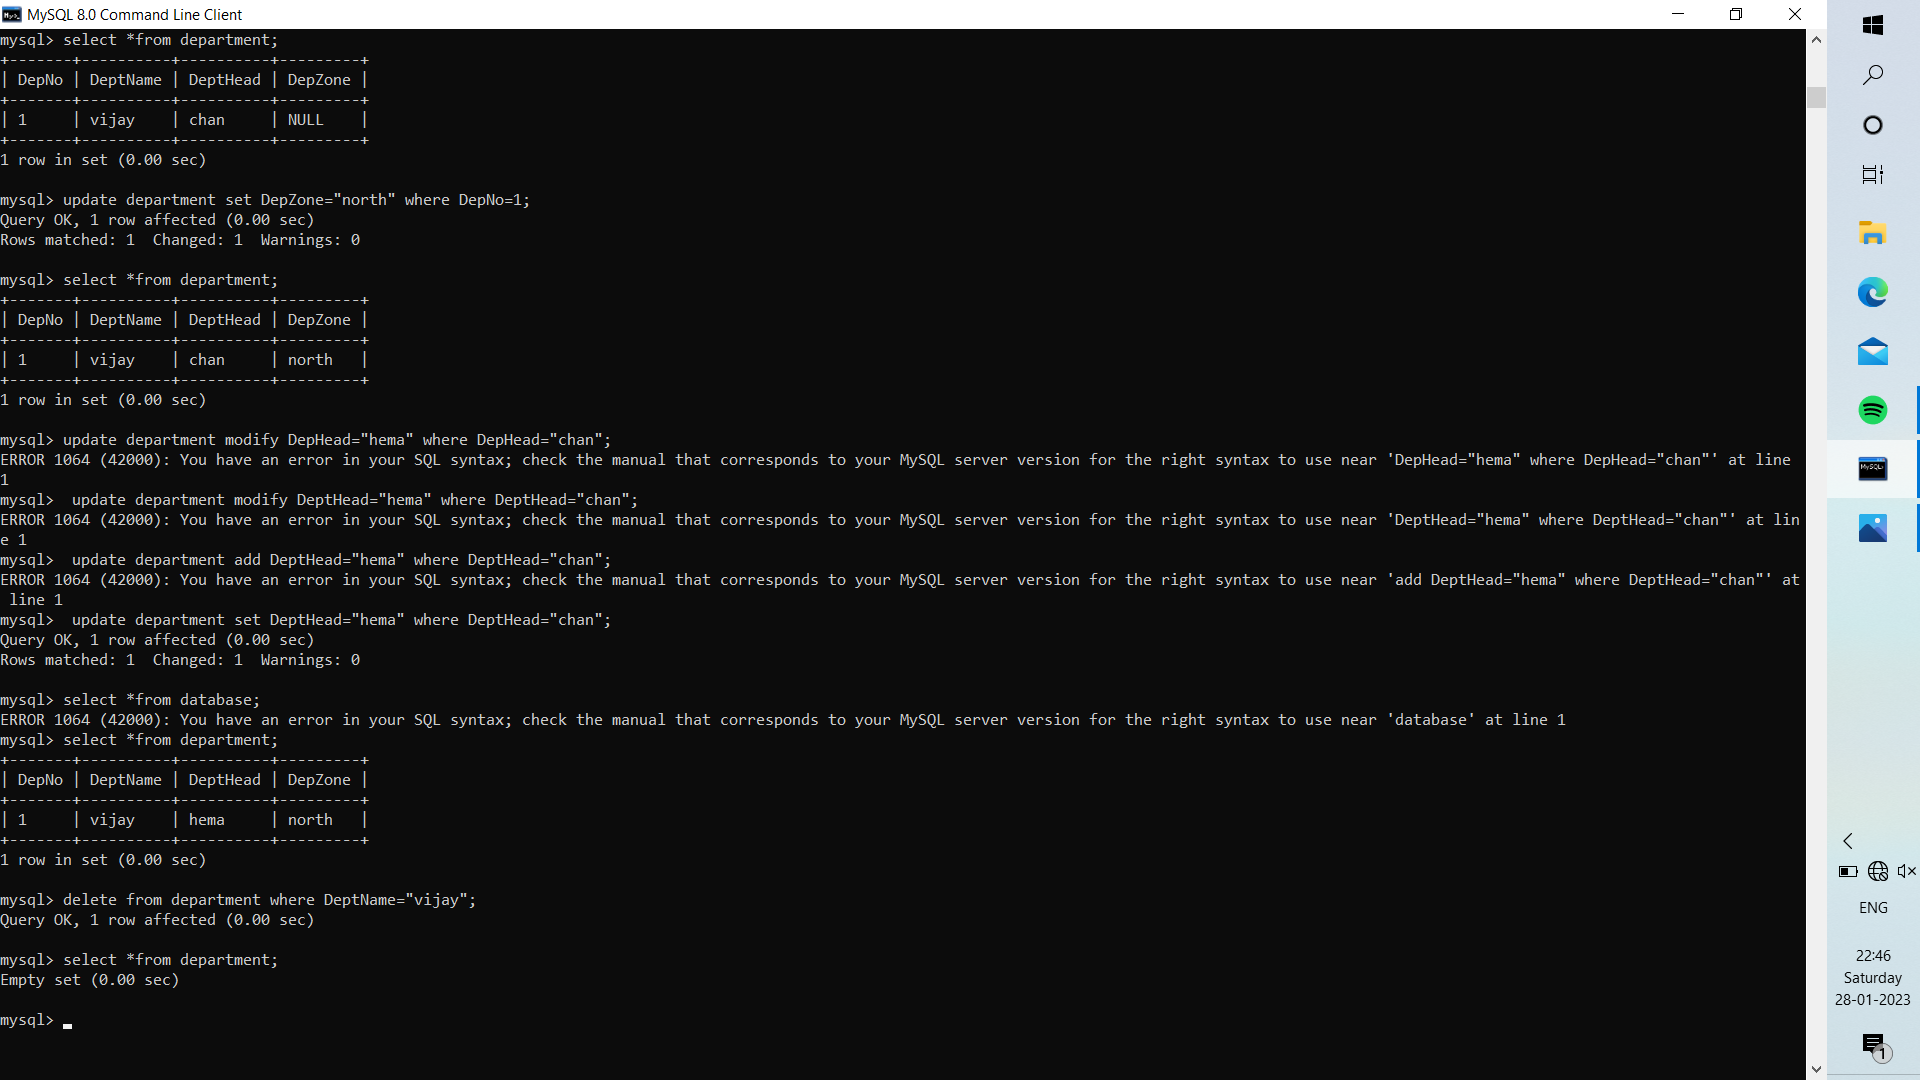 MySQL 8.0 Command Line Client
mysql> select *from department;
+-------+----------+----------+---------+
| DepNo | DeptName | DeptHead | DepZone |
+-------+----------+----------+---------+
| 1     | vijay    | chan     | NULL    |
+-------+----------+----------+---------+
1 row in set (0.00 sec)
mysql> update department set DepZone="north" where DepNo=1;
Query OK, 1 row affected (0.00 sec)
Rows matched: 1  Changed: 1  Warnings: 0
mysql> select *from department;
+-------+----------+----------+---------+
| DepNo | DeptName | DeptHead | DepZone |
+-------+----------+----------+---------+
| 1     | vijay    | chan     | north   |
+-------+----------+----------+---------+
1 row in set (0.00 sec)
mysql> update department modify DepHead="hema" where DepHead="chan";
ERROR 1064 (42000): You have an error in your SQL syntax; check the manual that corresponds to your MySQL server version for the right syntax to use near 'DepHead="hema" where DepHead="chan"' at line
1
mysql>  update department modify DeptHead="hema" where DeptHead="chan";
ERROR 1064 (42000): You have an error in your SQL syntax; check the manual that corresponds to your MySQL server version for the right syntax to use near 'DeptHead="hema" where DeptHead="chan"' at lin
e 1
mysql>  update department add DeptHead="hema" where DeptHead="chan";
ERROR 1064 (42000): You have an error in your SQL syntax; check the manual that corresponds to your MySQL server version for the right syntax to use near 'add DeptHead="hema" where DeptHead="chan"' at
 line 1
mysql>  update department set DeptHead="hema" where DeptHead="chan";
Query OK, 1 row affected (0.00 sec)
Rows matched: 1  Changed: 1  Warnings: 0
mysql> select *from database;
ERROR 1064 (42000): You have an error in your SQL syntax; check the manual that corresponds to your MySQL server version for the right syntax to use near 'database' at line 1
mysql> select *from department;
+-------+----------+----------+---------+
| DepNo | DeptName | DeptHead | DepZone |
+-------+----------+----------+---------+
| 1     | vijay    | hema     | north   |
+-------+----------+----------+---------+
1 row in set (0.00 sec)
mysql> delete from department where DeptName="vijay";
Query OK, 1 row affected (0.00 sec)
mysql> select *from department;
Empty set (0.00 sec)
mysql>
ENG
22:46
Saturday
28-01-2023
1